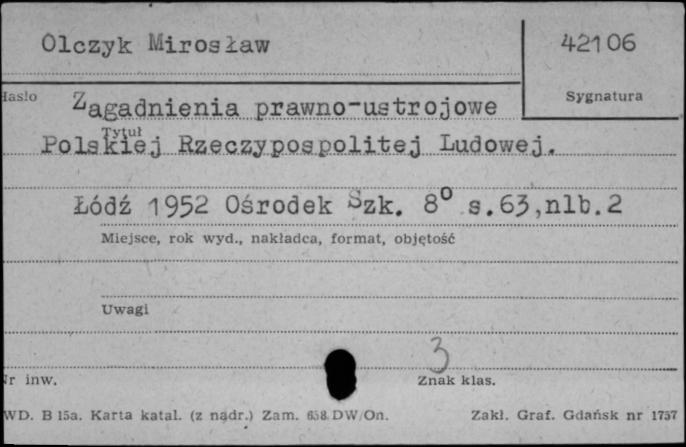 Olczyk Mirosław
42106
Hasło
Sygnatura
Zagadnienia prawno-ustrojowe
Tytuł
Polskiej Rzeczypospolitej Ludowej.
Łódź 1952 Ośrodek Szk. 8° s.63,nlb.2
Miejsce, rok wyd., nakładca, format, objętość
Uwagi
3
Nr inw.
Znak klas.
WD. B 15a. Karta katal. (z nadr.) Zam. 658 DW/On.
Zakł. Graf. Gdańsk nr 1757